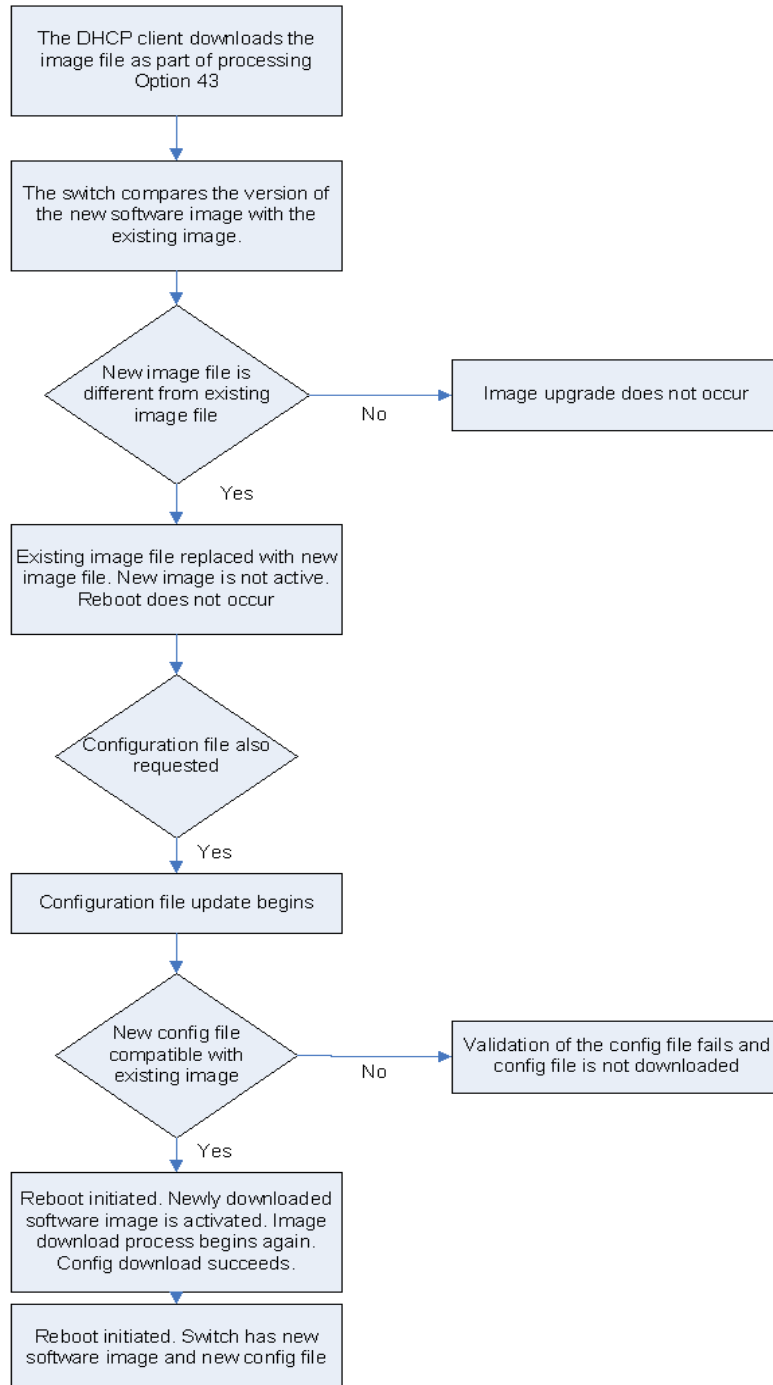 The DHCP client downloads the
image file as part of processing
Option 43
The switch compares the version of
the new software image with the
existing image.
New image file is
different from existing
image file
No
Image upgrade does not occur
Yes
Existing image file replaced with new
image file. New image is not active.
Reboot does not occur
Configuration file also
requested
Yes
Configuration file update begins
New config file
compatible with
existing image
No
Validation of the config file fails and
config file is not downloaded
Yes
Reboot initiated. Newly downloaded
software image is activated. Image
download process begins again.
Config download succeeds.
Reboot initiated. Switch has new
software image and new config file